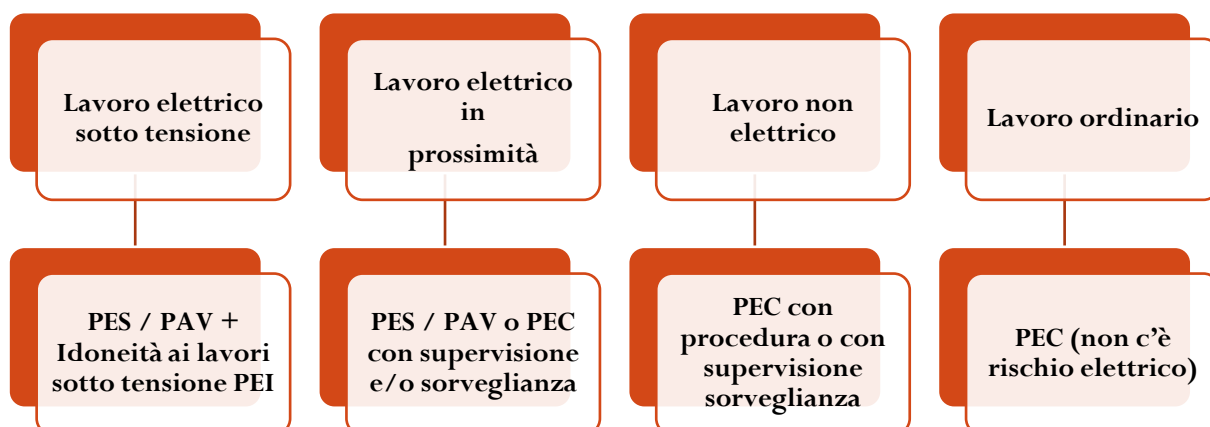 Lavoro elettrico
sotto tensione
Lavoro elettrico
in
prossimità
Lavoro non
elettrico
Lavoro ordinario
PES / PAV +
Idoneità ai lavori
sotto tensione PEI
PES / PAV o PEC
con supervisione
e/o sorveglianza
PEC con
procedura o con
supervisione
sorveglianza
PEC (non c’è
rischio elettrico)